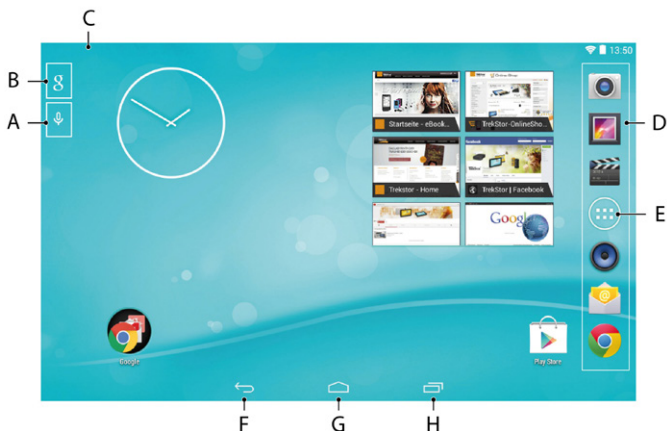 C
13:50
B
g
A
D
E
Startseite - eBook...
TrekStor-OnlineSho...
Trekstor - Home
TrekStor | Facebook
Google
Google
Play Store
F
G
H